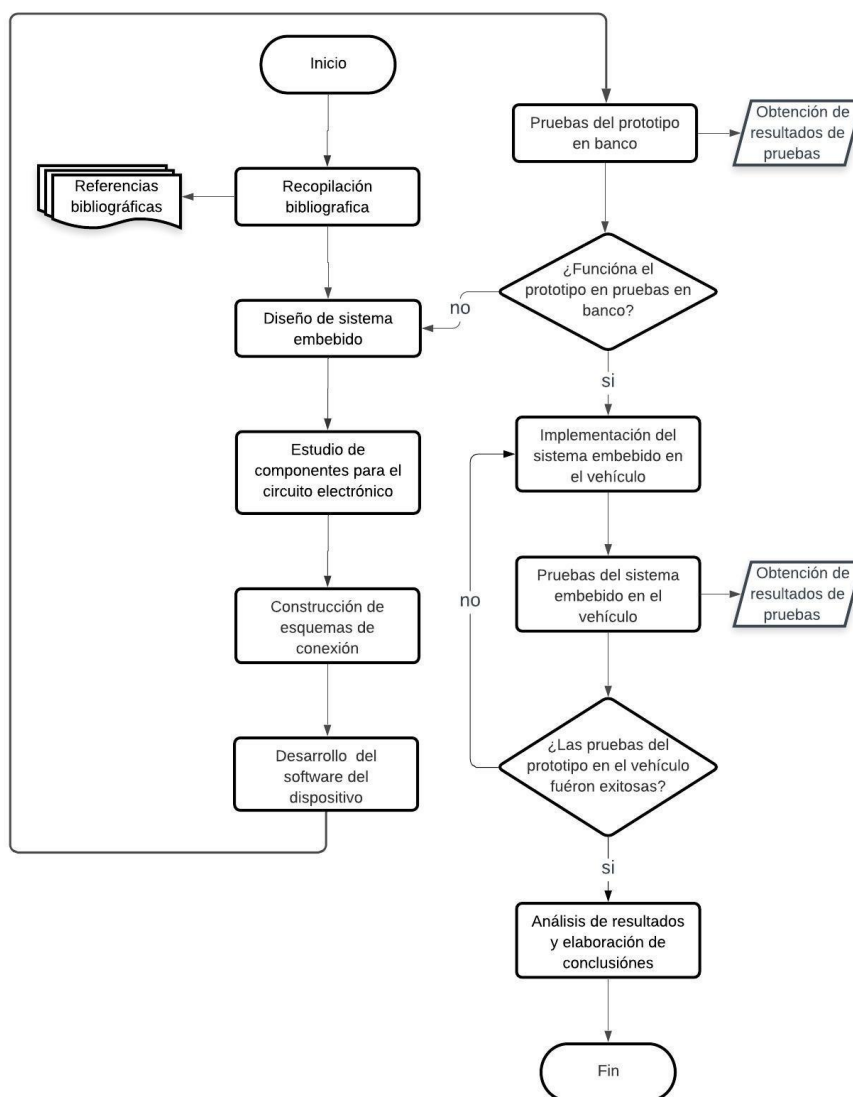 Inicio
Recopilación
bibliografica
Referencias
bibliográficas
Diseño de sistema
embebido
Estudio de
componentes para el
circuito electrónico
Construcción de
esquemas de
conexión
Desarrollo del
software del
dispositivo
Pruebas del prototipo
en banco
Obtención de
resultados de
pruebas
¿Funcióna el
prototipo en pruebas en
banco?
no
si
Implementación del
sistema embebido en
el vehículo
Pruebas del sistema
embebido en el
vehículo
Obtención de
resultados de
pruebas
no
¿Las pruebas del
prototipo en el vehículo
fuéron exitosas?
si
Análisis de resultados
y elaboración de
conclusiónes
Fin